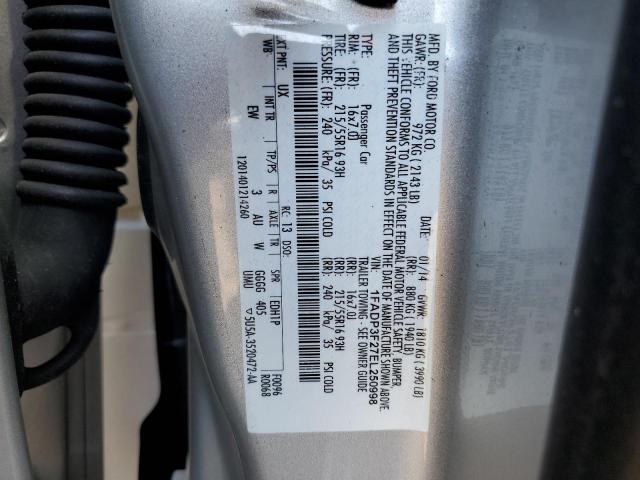 MFD. BY FORD MOTOR CO.
DATE: 01/14 GVWR: 1810 KG ( 3990 LB)
GAWR: (FR): 972 KG ( 2143 LB) (RR): 880 KG ( 1940 LB)
THIS VEHICLE CONFORMS TO ALL APPLICABLE FEDERAL MOTOR VEHICLE SAFETY, BUMPER,
AND THEFT PREVENTION STANDARDS IN EFFECT ON THE DATE OF MANUFACTURE SHOWN ABOVE.
VIN: 1FADP3F27EL250998
TYPE: Passenger Car TRAILER TOWING - SEE OWNER GUIDE
RIM: (FR): 16x7.0J (RR): 16x7.0J
TIRE: (FR): 215/55R16 93H (RR): 215/55R16 93H
PRESSURE: (FR): 240 kPa/ 35 PSI COLD (RR): 240 kPa/ 35 PSI COLD
EXT PNT: UX RC: 13 DSO: F0096
R0068
WB INT TR TP/PS R AXLE TR SPR EDH1P
EW 3 AU W GGGG 405
UMU
1201401214260 5U5A-3520472-AA